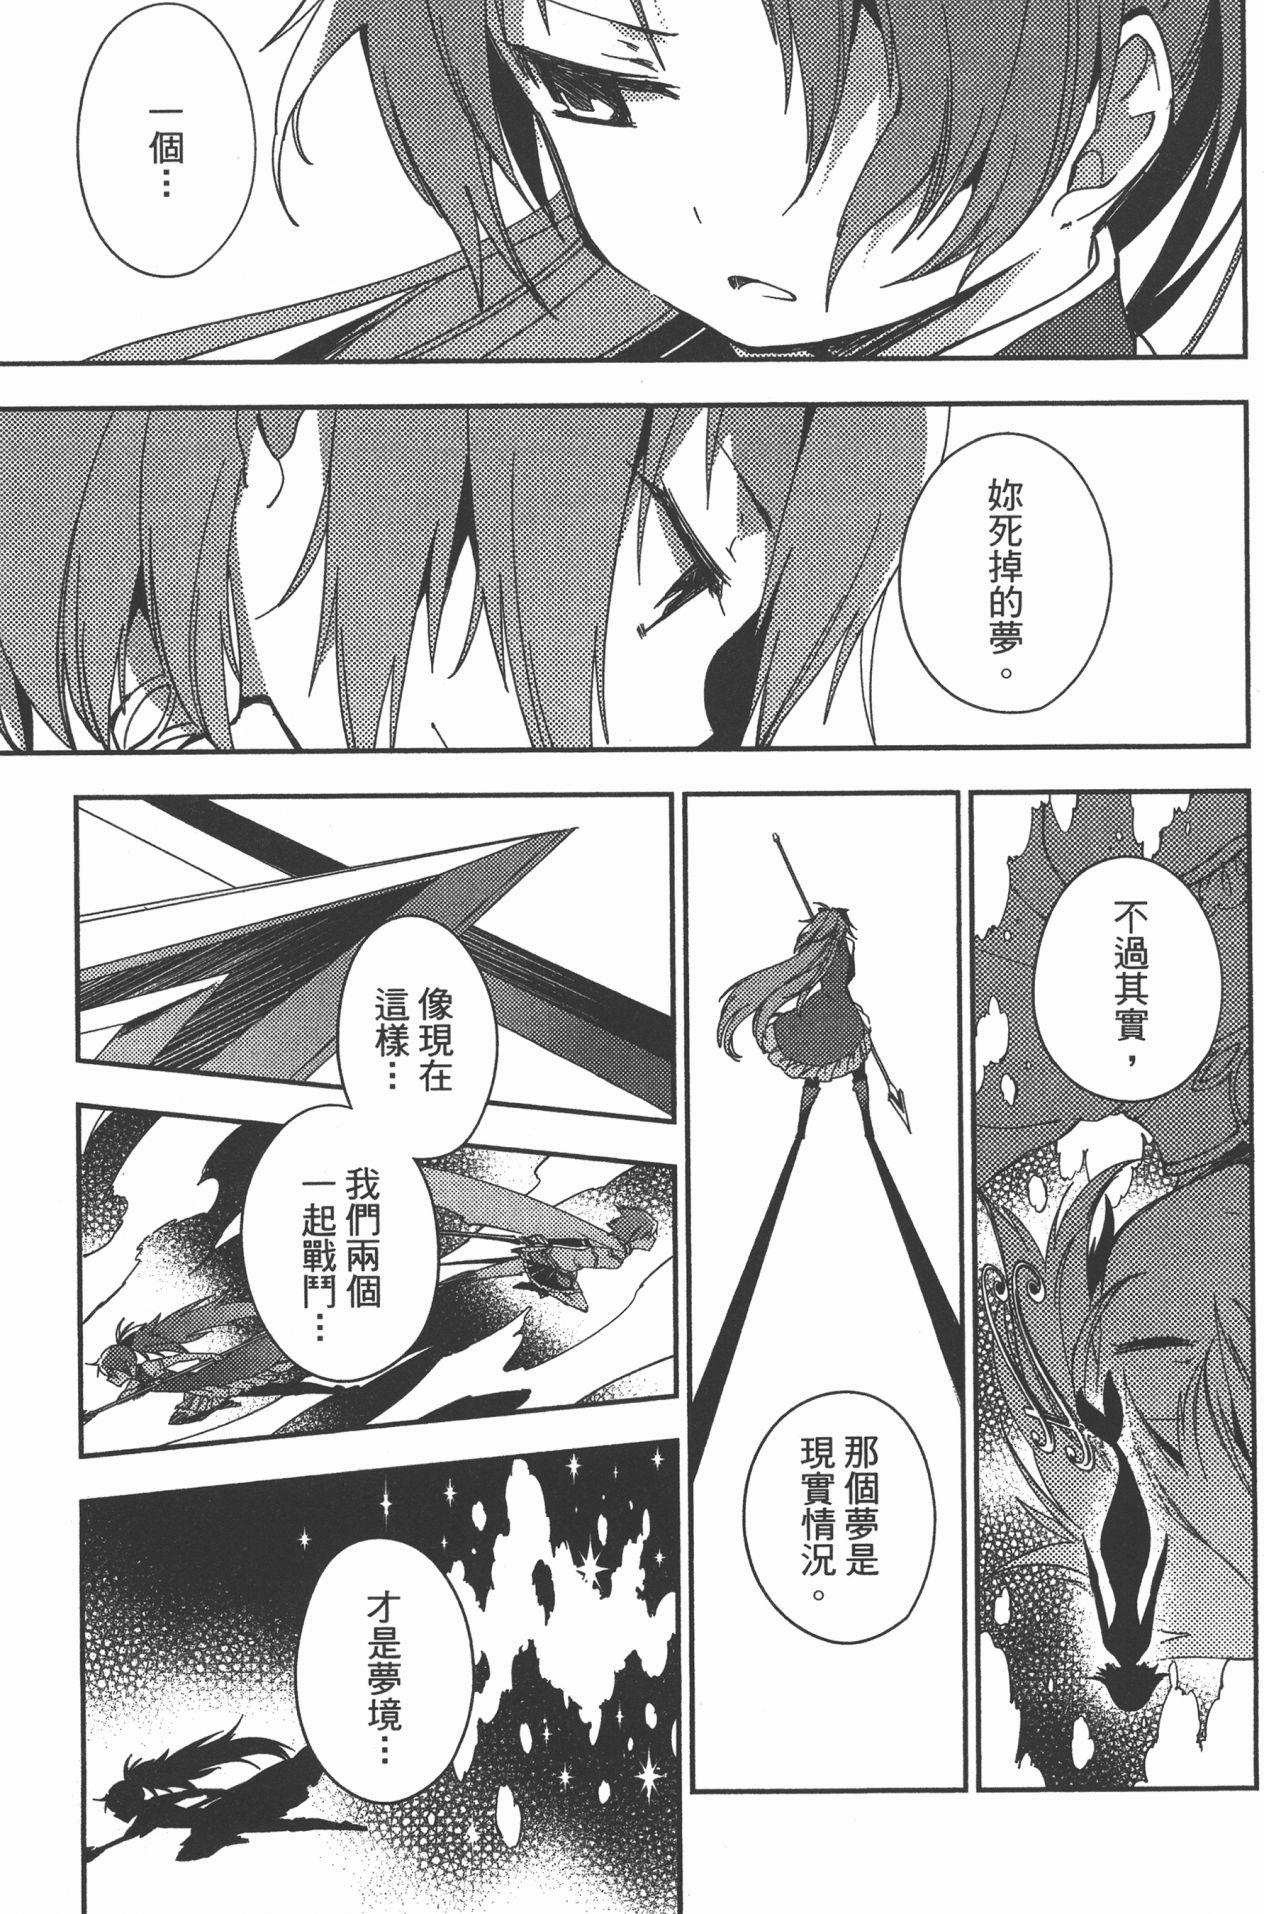 一個…
妳死掉的夢。
不過其實，
那個夢是
現實情況。
像現在
這樣…
我們兩個
一起戰鬥…
才是夢境…